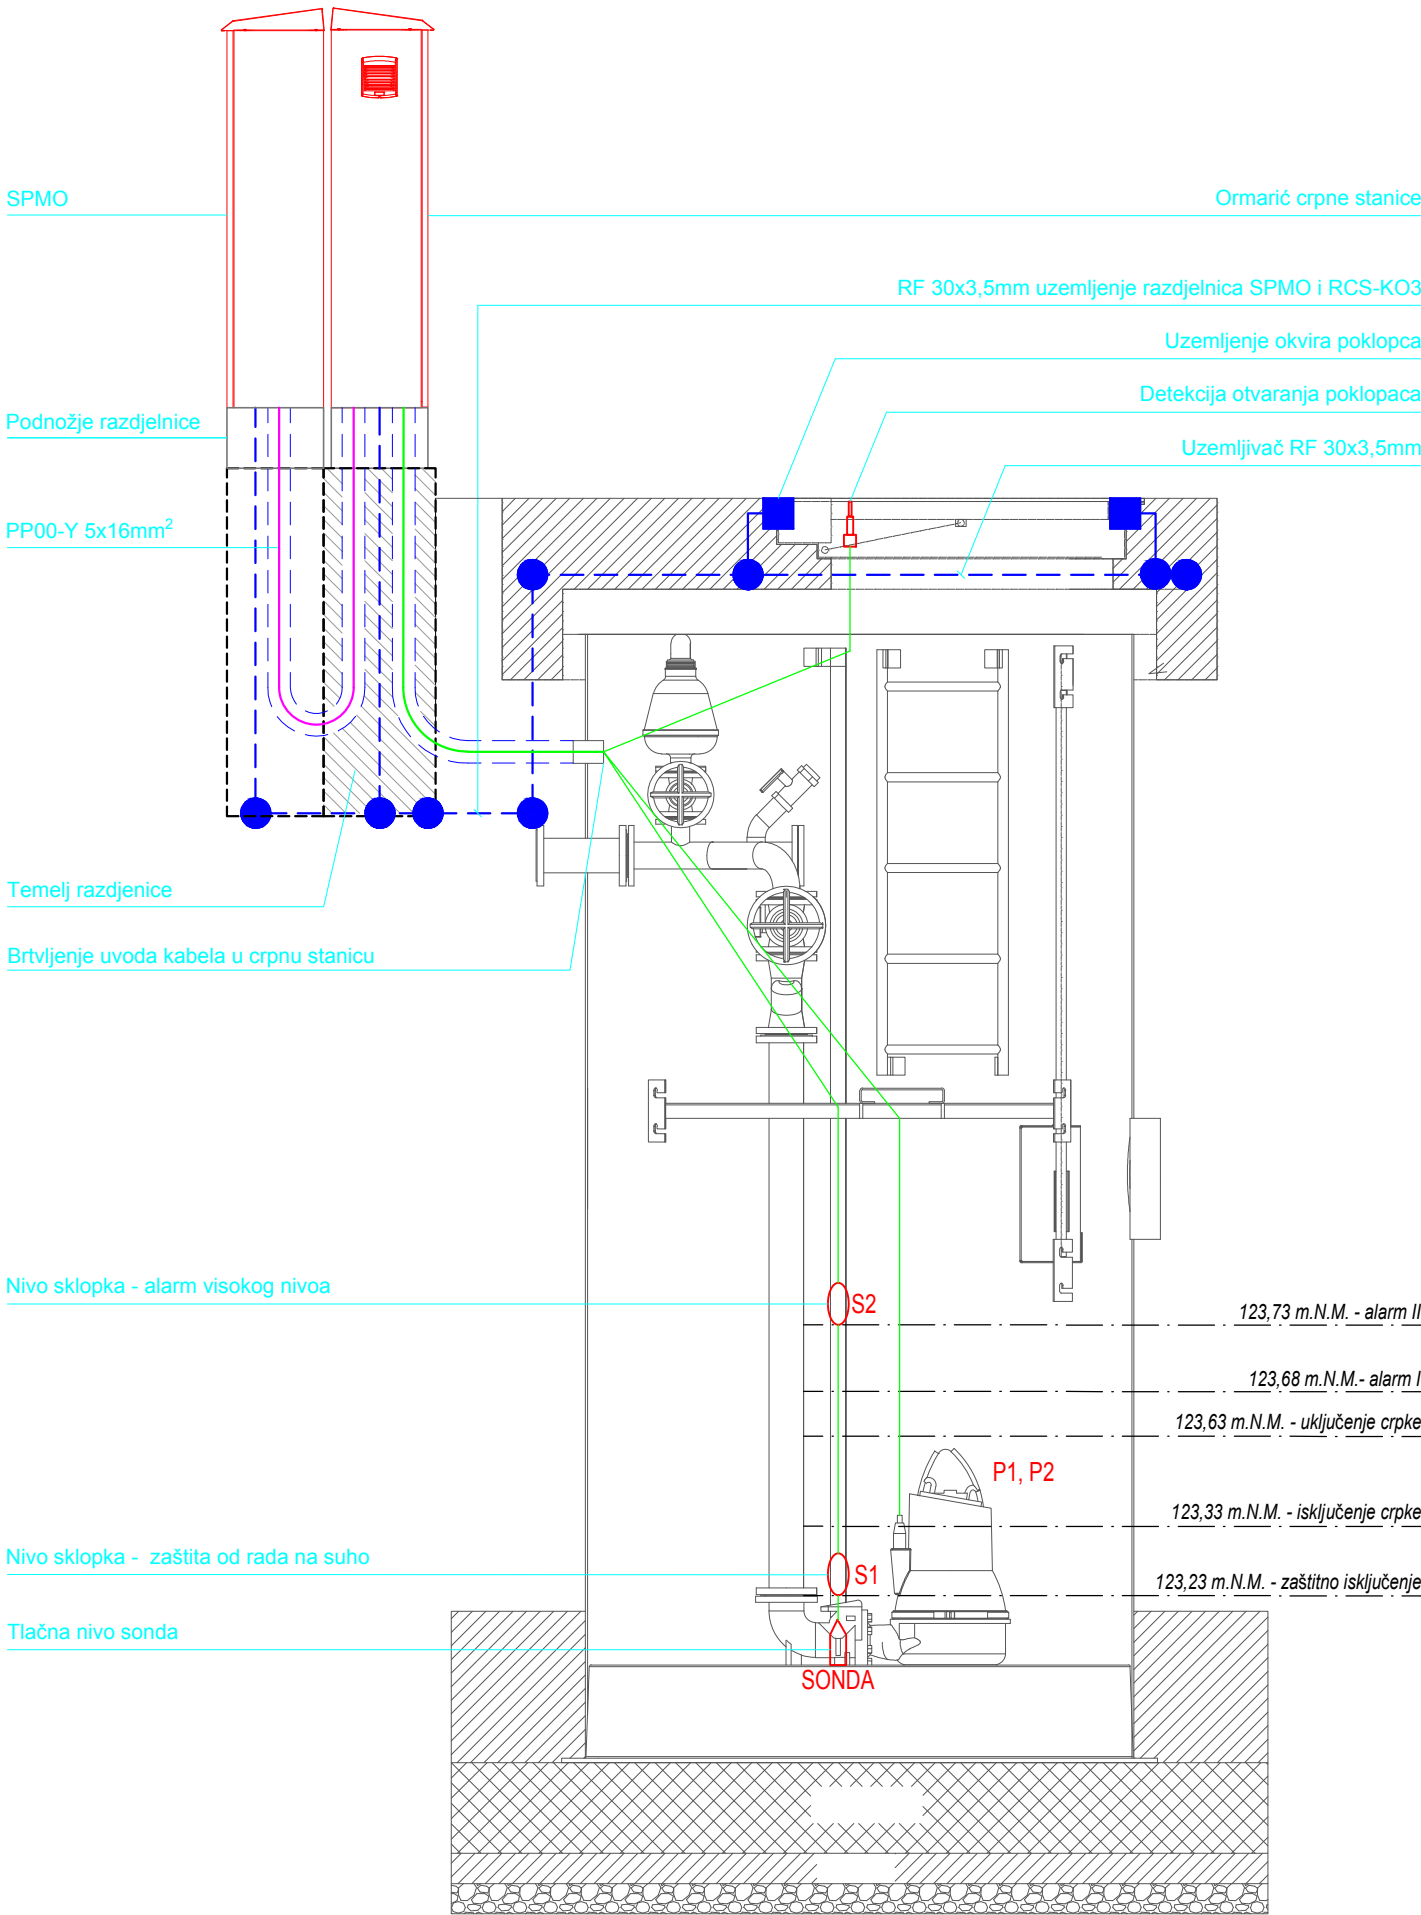 SPMO
Ormarić crpne stanice
RF 30x3,5mm uzemljenje razdjelnica SPMO i RCS-KO3
Uzemljenje okvira poklopca
Detekcija otvaranja poklopaca
Podnožje razdjelnice
Uzemljivač RF 30x3,5mm
PP00-Y 5x16mm²
Temelj razdjenice
Brtvljenje uvoda kabela u crpnu stanicu
Nivo sklopka - alarm visokog nivoa
S2
123,73 m.N.M. - alarm II
123,68 m.N.M.- alarm I
123,63 m.N.M. - uključenje crpke
P1, P2
123,33 m.N.M. - isključenje crpke
Nivo sklopka - zaštita od rada na suho
S1
123,23 m.N.M. - zaštitno isključenje
Tlačna nivo sonda
SONDA